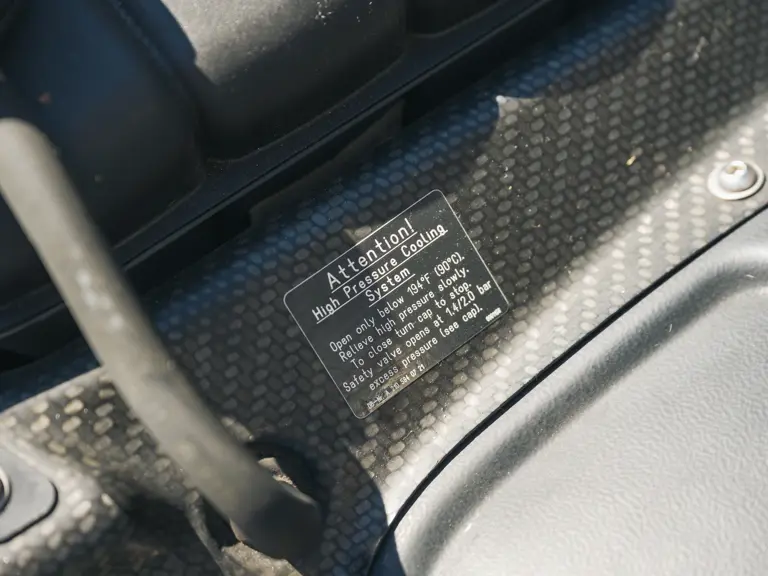 Attention!
High Pressure Cooling
System
Open only below 194°F (90°C).
Relieve high pressure slowly.
To close turn-cap to stop.
Safety valve opens at 1.4/2.0 bar
excess pressure (see cap).